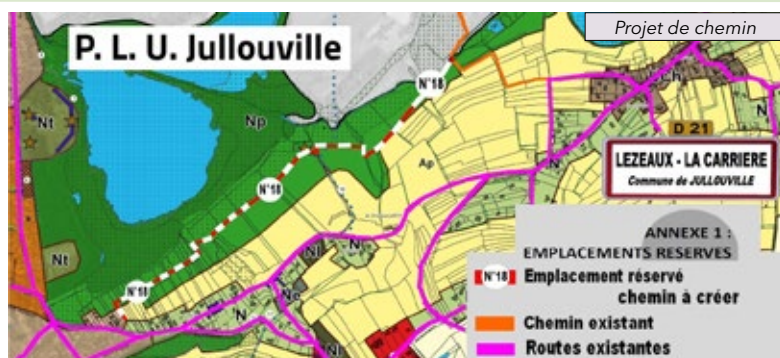 Projet de chemin
P. L. U. Jullouville
N°18
Nt
Np
Ch
N
D 21
Ap
N
LEZEAUX - LA CARRIERE
Commune de JULLOUVILLE
N°18
Nt
N°18
N
Ne
ANNEXE 1 :
EMPLACEMENTS RESERVES
N°18 Emplacement réservé
chemin à créer
Chemin existant
Routes existantes